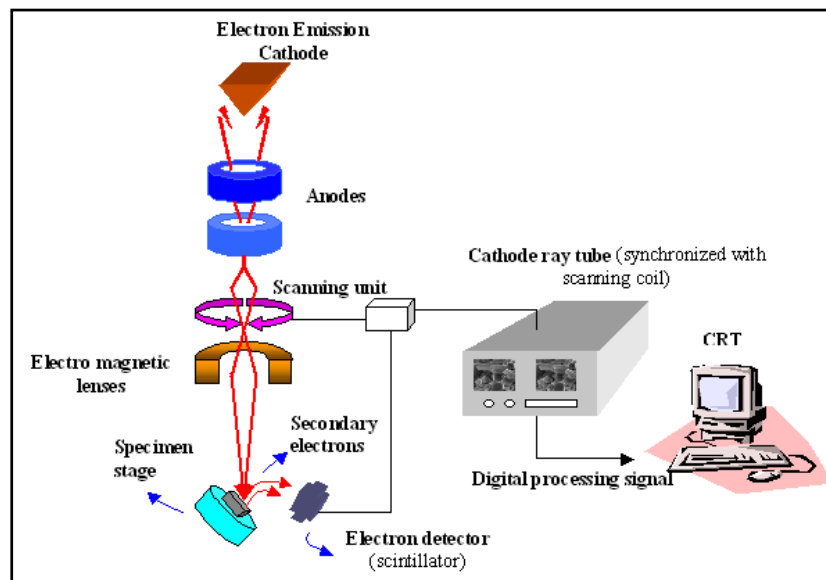 Electron Emission
Cathode
Anodes
Cathode ray tube (synchronized with
scanning coil)
Scanning unit
CRT
Electro magnetic
lenses
Secondary
electrons
Specimen
stage
Digital processing signal
Electron detector
(scintillator)